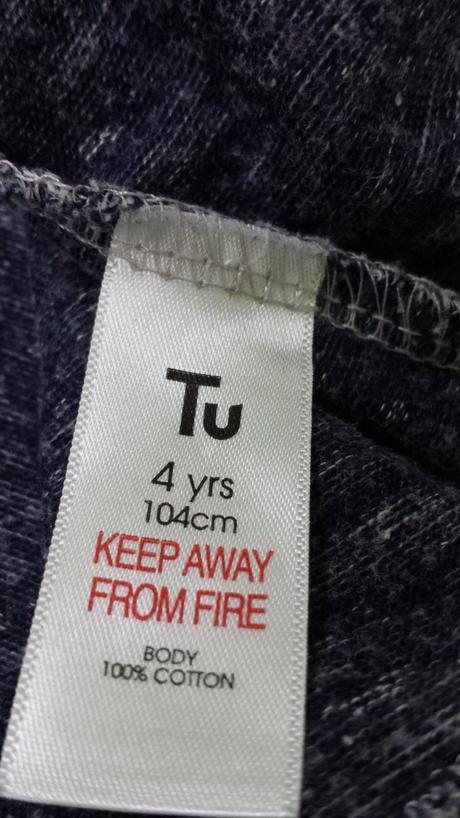 Tu
4 yrs
104cm
KEEP AWAY
FROM FIRE
BODY
100% COTTON